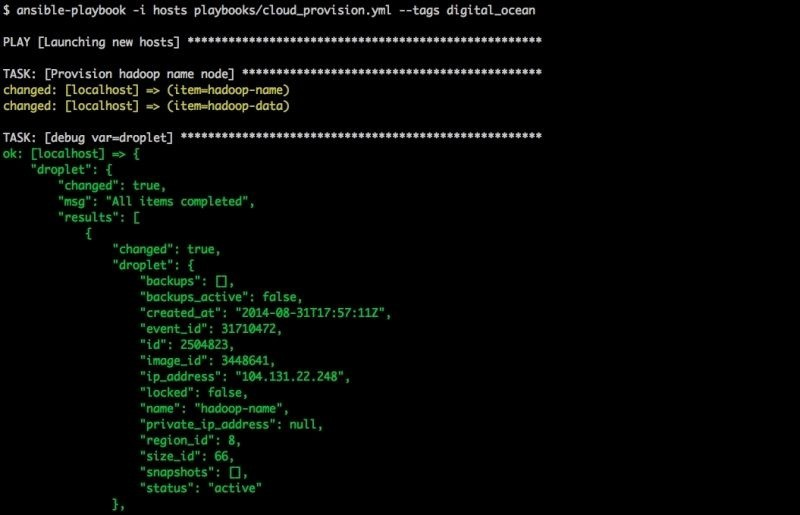 $ ansible-playbook -i hosts playbooks/cloud_provision.yml --tags digital_ocean
PLAY [Launching new hosts] ***************************************************
TASK: [Provision hadoop name node] *******************************************
changed: [localhost] => (item=hadoop-name)
changed: [localhost] => (item=hadoop-data)
TASK: [debug var=droplet] ****************************************************
ok: [localhost] => {
    "droplet": {
        "changed": true,
        "msg": "All items completed",
        "results": [
            {
                "changed": true,
                "droplet": {
                    "backups": [],
                    "backups_active": false,
                    "created_at": "2014-08-31T17:57:11Z",
                    "event_id": 31710472,
                    "id": 2504823,
                    "image_id": 3448641,
                    "ip_address": "104.131.22.248",
                    "locked": false,
                    "name": "hadoop-name",
                    "private_ip_address": null,
                    "region_id": 8,
                    "size_id": 66,
                    "snapshots": [],
                    "status": "active"
                },